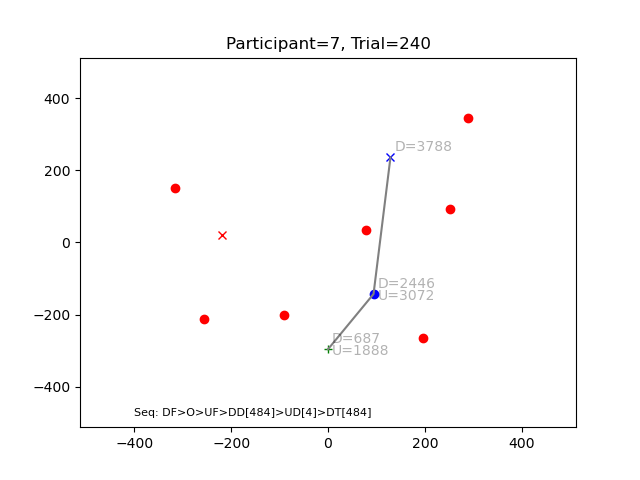 Participant=7, Trial=240
400
200
0
−200
−400
D=3788
D=2446
U=3072
D=687
U=1888
Seq: DF>O>UF>DD[484]>UD[4]>DT[484]
−400 −200 0 200 400